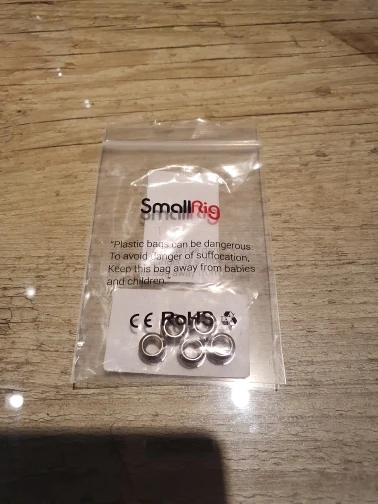 SmallRig
"Plastic bags can be dangerous.
To avoid danger of suffocation,
Keep this bag away from babies
and children."
CE RoHS